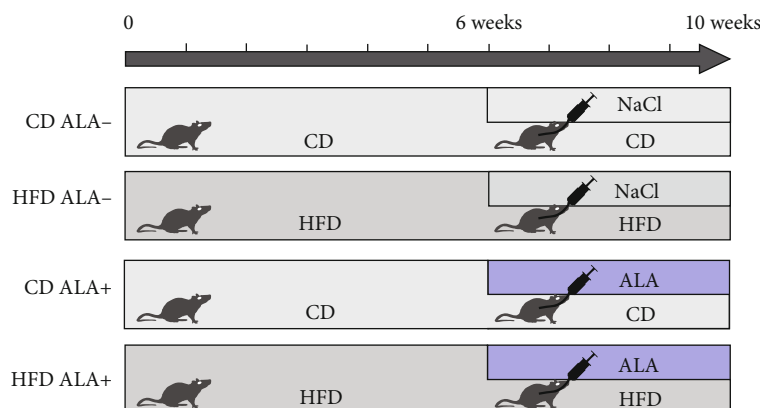 0 6 weeks 10 weeks
CD ALA– NaCl
CD CD
HFD ALA– NaCl
HFD HFD
CD ALA+ ALA
CD CD
HFD ALA+ ALA
HFD HFD